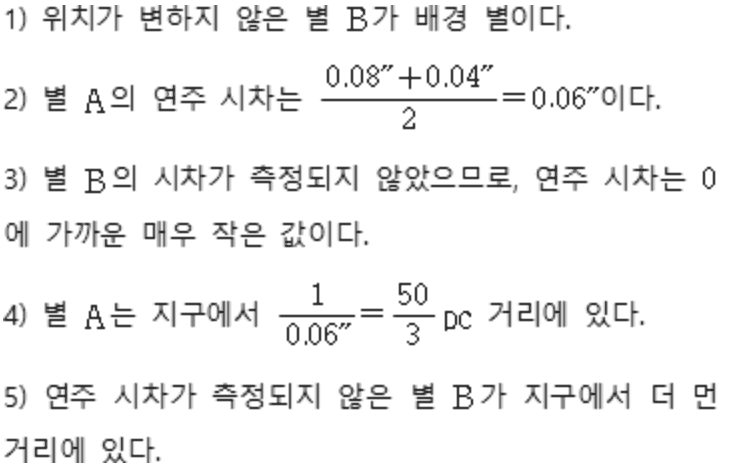 1) 위치가 변하지 않은 별 B가 배경 별이다.
2) 별 A의 연주 시차는 (0.08″+0.04″)/2=0.06″이다.
3) 별 B의 시차가 측정되지 않았으므로, 연주 시차는 0
에 가까운 매우 작은 값이다.
4) 별 A는 지구에서 1/0.06″=50/3 pc 거리에 있다.
5) 연주 시차가 측정되지 않은 별 B가 지구에서 더 먼
거리에 있다.